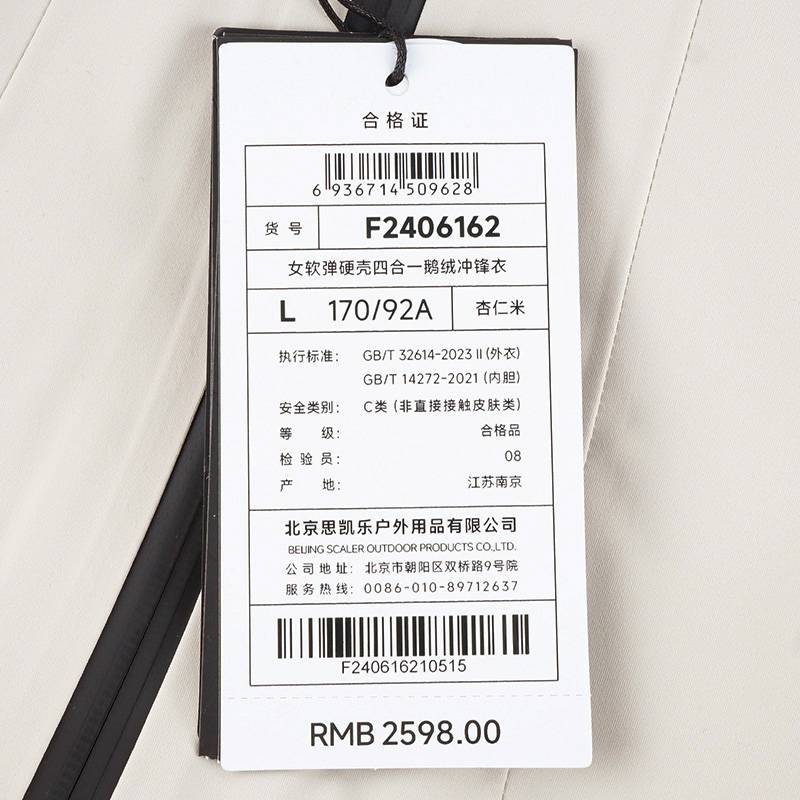 合格证
6 936714 509628
货号 F2406162
女软弹硬壳四合一鹅绒冲锋衣
L 170/92A 杏仁米
执行标准： GB/T 32614-2023 II (外衣)
GB/T 14272-2021 (内胆)
安全类别： C类 (非直接接触皮肤类)
等级： 合格品
检验员： 08
产地： 江苏南京
北京思凯乐户外用品有限公司
BEIJING SCALER OUTDOOR PRODUCTS CO.,LTD.
公司地址： 北京市朝阳区双桥路9号院
服务热线： 0086-010-89712637
F240616210515
RMB 2598.00